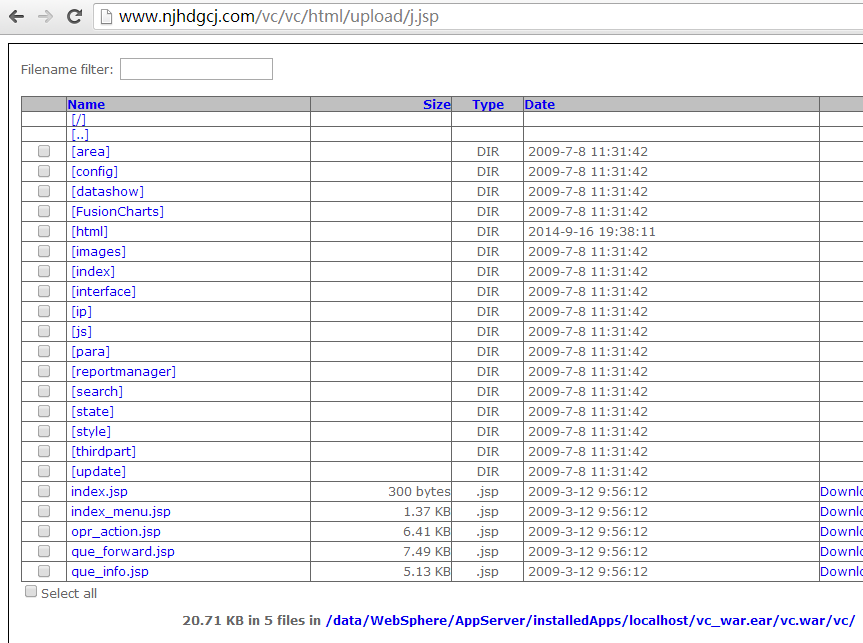 www.njhdgcj.com/vc/vc/html/upload/j.jsp
Filename filter:
Name Size Type Date
[/]
[..]
[area] DIR 2009-7-8 11:31:42
[config] DIR 2009-7-8 11:31:42
[datashow] DIR 2009-7-8 11:31:42
[FusionCharts] DIR 2009-7-8 11:31:42
[html] DIR 2014-9-16 19:38:11
[images] DIR 2009-7-8 11:31:42
[index] DIR 2009-7-8 11:31:42
[interface] DIR 2009-7-8 11:31:42
[ip] DIR 2009-7-8 11:31:42
[js] DIR 2009-7-8 11:31:42
[para] DIR 2009-7-8 11:31:42
[reportmanager] DIR 2009-7-8 11:31:42
[search] DIR 2009-7-8 11:31:42
[state] DIR 2009-7-8 11:31:42
[style] DIR 2009-7-8 11:31:42
[thirdpart] DIR 2009-7-8 11:31:42
[update] DIR 2009-7-8 11:31:42
index.jsp 300 bytes .jsp 2009-3-12 9:56:12 Downlo
index_menu.jsp 1.37 KB .jsp 2009-3-12 9:56:12 Downlo
opr_action.jsp 6.41 KB .jsp 2009-3-12 9:56:12 Downlo
que_forward.jsp 7.49 KB .jsp 2009-3-12 9:56:12 Downlo
que_info.jsp 5.13 KB .jsp 2009-3-12 9:56:12 Downlo
Select all
20.71 KB in 5 files in /data/WebSphere/AppServer/installedApps/localhost/vc_war.ear/vc.war/vc/